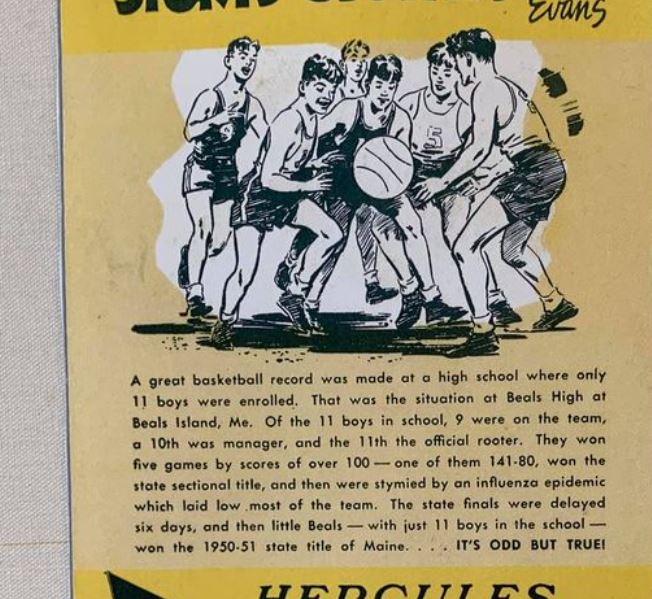 Evans
5
A great basketball record was made at a high school where only
11 boys were enrolled. That was the situation at Beals High at
Beals Island, Me. Of the 11 boys in school, 9 were on the team,
a 10th was manager, and the 11th the official rooter. They won
five games by scores of over 100 — one of them 141-80, won the
state sectional title, and then were stymied by an influenza epidemic
which laid low most of the team. The state finals were delayed
six days, and then little Beals — with just 11 boys in the school —
won the 1950-51 state title of Maine. . . . IT'S ODD BUT TRUE!
HERCULES